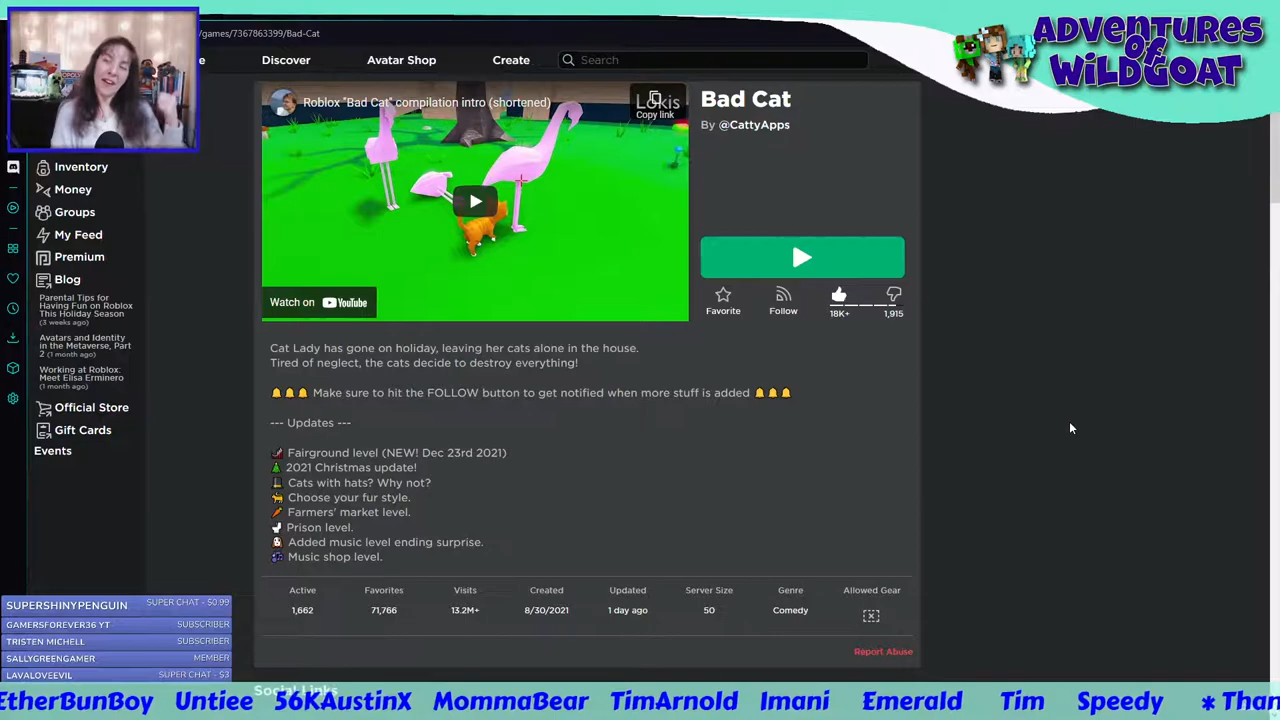 /games/7367863399/Bad-Cat
ADVENTURES
OF
WILDGOAT
Discover
Avatar Shop
Create
Search
Roblox "Bad Cat" compilation intro (shortened)
Copy link
Watch on YouTube
Bad Cat
By @CattyApps
Inventory
Money
Groups
My Feed
Premium
Blog
Parental Tips for
Having Fun on Roblox
This Holiday Season
(3 weeks ago)
Avatars and Identity
in the Metaverse, Part
2 (1 month ago)
Working at Roblox:
Meet Elisa Erminero
(1 month ago)
Official Store
Gift Cards
Events
Favorite
Follow
18K+
1,915
Cat Lady has gone on holiday, leaving her cats alone in the house.
Tired of neglect, the cats decide to destroy everything!
🔔🔔🔔 Make sure to hit the FOLLOW button to get notified when more stuff is added 🔔🔔🔔
--- Updates ---
Fairground level (NEW! Dec 23rd 2021)
2021 Christmas update!
Cats with hats? Why not?
Choose your fur style.
Farmers' market level.
Prison level.
Added music level ending surprise.
Music shop level.
Active Favorites Visits Created Updated Server Size Genre Allowed Gear
1,662 71,766 13.2M+ 8/30/2021 1 day ago 50 Comedy
Report Abuse
Social Links
SUPERSHINYPENGUIN SUPER CHAT - $0.99
GAMERSFOREVER36 YT SUBSCRIBER
TRISTEN MICHELL SUBSCRIBER
SALLYGREENGAMER MEMBER
LAVALOVEEVIL SUPER CHAT - $3
EtherBunBoy Untiee 56KAustinX MommaBear TimArnold Imani Emerald Tim Speedy * Than